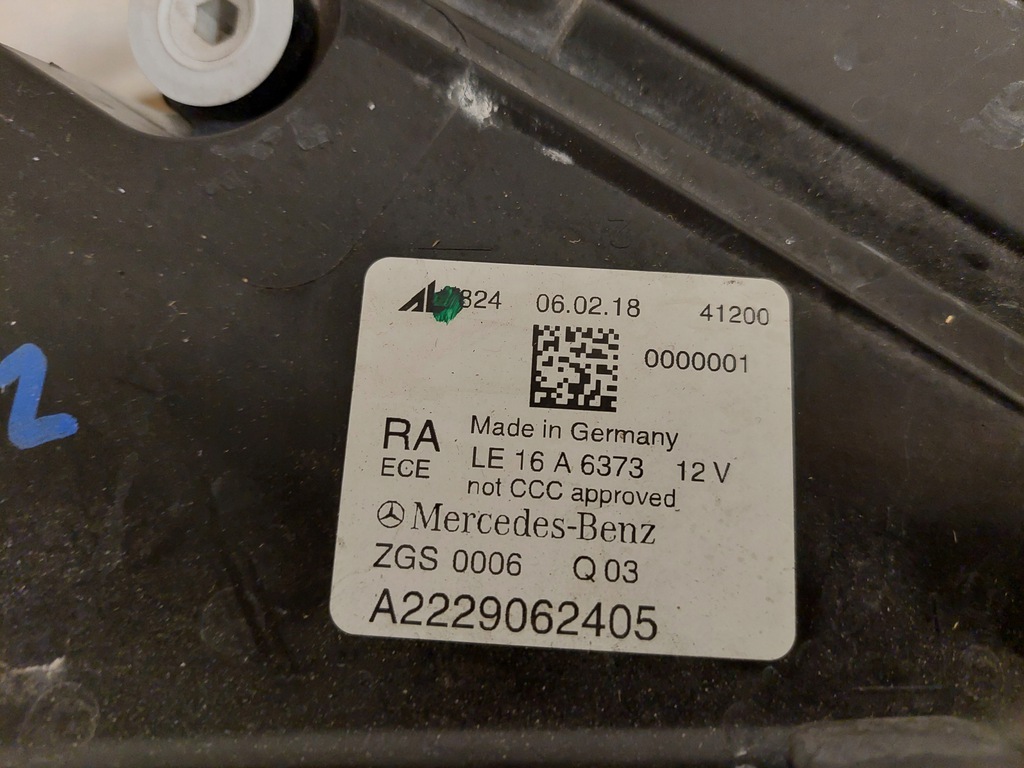 824 06.02.18 41200
0000001
RA Made in Germany
ECE LE 16 A 6373 12 V
not CCC approved
Mercedes-Benz
ZGS 0006 Q 03
A2229062405
2